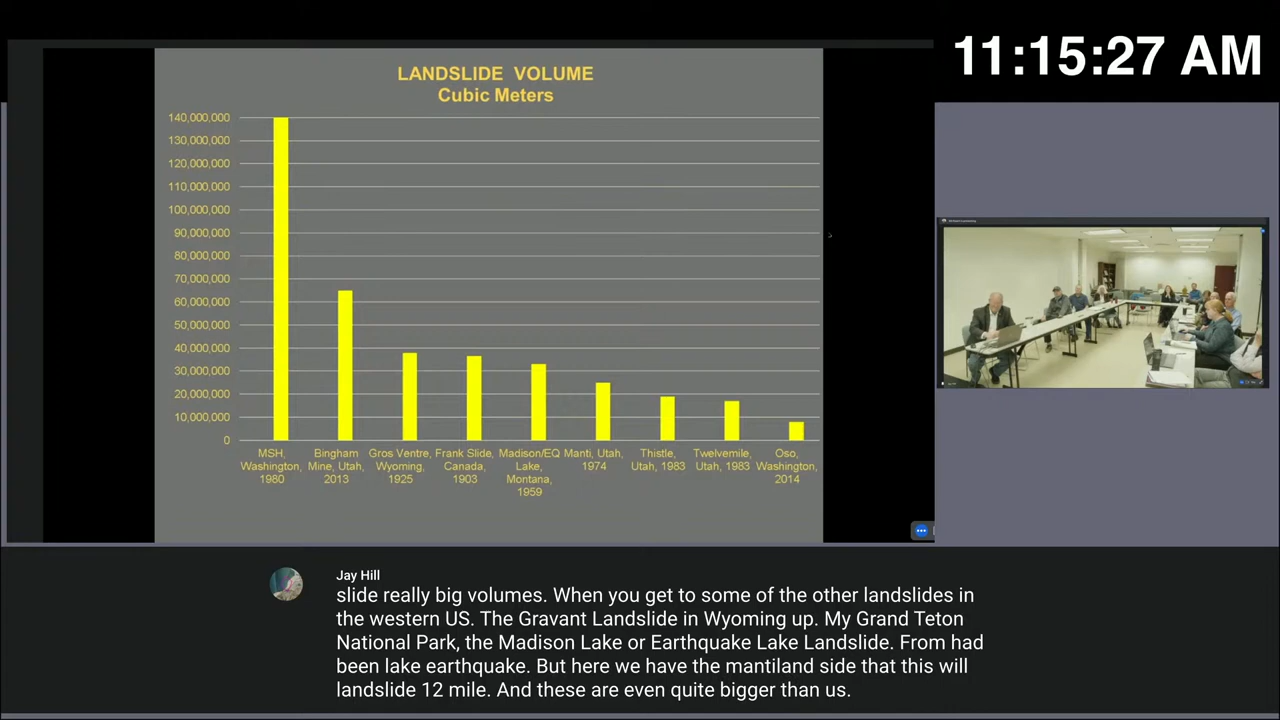 11:15:27 AM
LANDSLIDE VOLUME
Cubic Meters
140,000,000
130,000,000
120,000,000
110,000,000
100,000,000
90,000,000
80,000,000
70,000,000
60,000,000
50,000,000
40,000,000
30,000,000
20,000,000
10,000,000
0
MSH,
Washington,
1980
Bingham
Mine, Utah,
2013
Gros Ventre,
Wyoming,
1925
Frank Slide,
Canada,
1903
Madison/EQ
Lake,
Montana,
1959
Manti, Utah,
1974
Thistle,
Utah, 1983
Twelvemile,
Utah, 1983
Oso,
Washington,
2014
Jay Hill
slide really big volumes. When you get to some of the other landslides in
the western US. The Gravant Landslide in Wyoming up. My Grand Teton
National Park, the Madison Lake or Earthquake Lake Landslide. From had
been lake earthquake. But here we have the mantiland side that this will
landslide 12 mile. And these are even quite bigger than us.